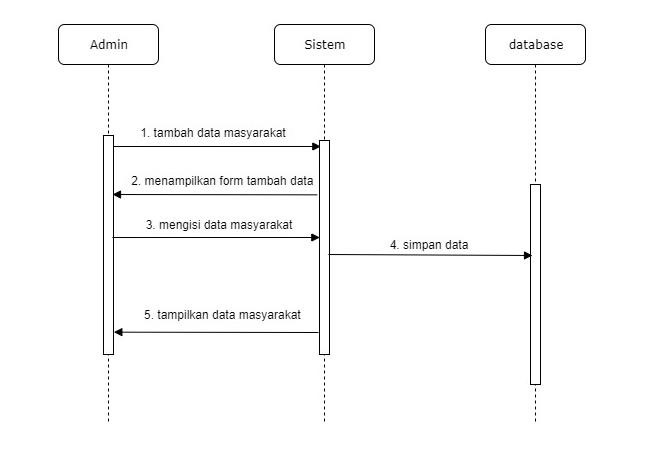 Admin
Sistem
database
1. tambah data masyarakat
2. menampilkan form tambah data
3. mengisi data masyarakat
4. simpan data
5. tampilkan data masyarakat